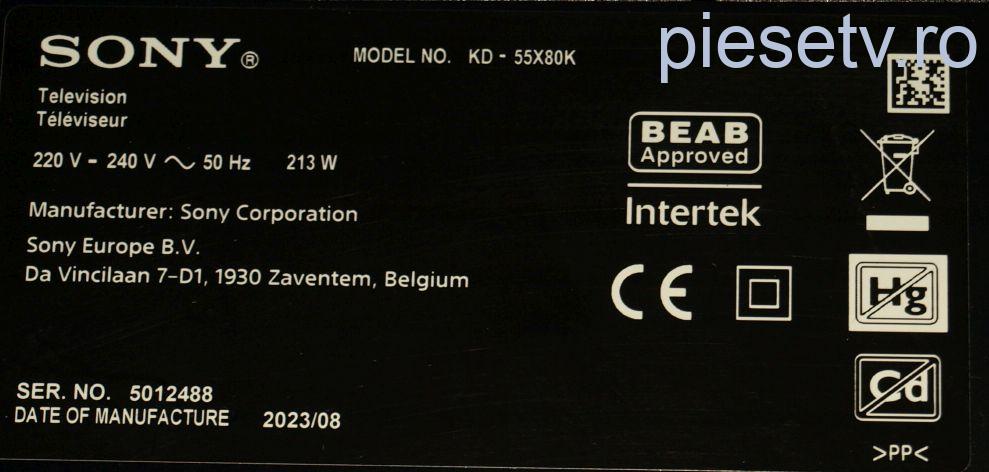 SONY®
MODEL NO. KD - 55X80K
piesetv.ro
Television
Téléviseur
220 V - 240 V ~ 50 Hz 213 W
BEAB
Approved
Intertek
Manufacturer: Sony Corporation
Sony Europe B.V.
Da Vincilaan 7-D1, 1930 Zaventem, Belgium
CE
Hg
Cd
SER. NO. 5012488
DATE OF MANUFACTURE 2023/08
>PP<